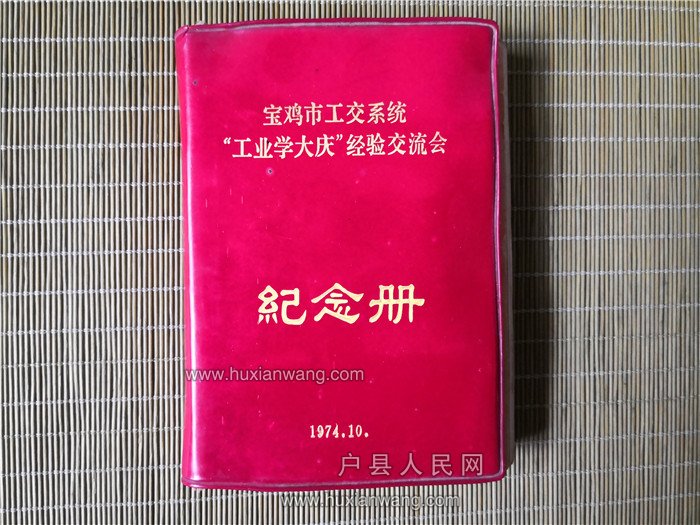 宝鸡市工交系统
“工业学大庆”经验交流会
紀念册
www.huxianwang.com
1974.10.
户县人民网
www.huxianwang.com